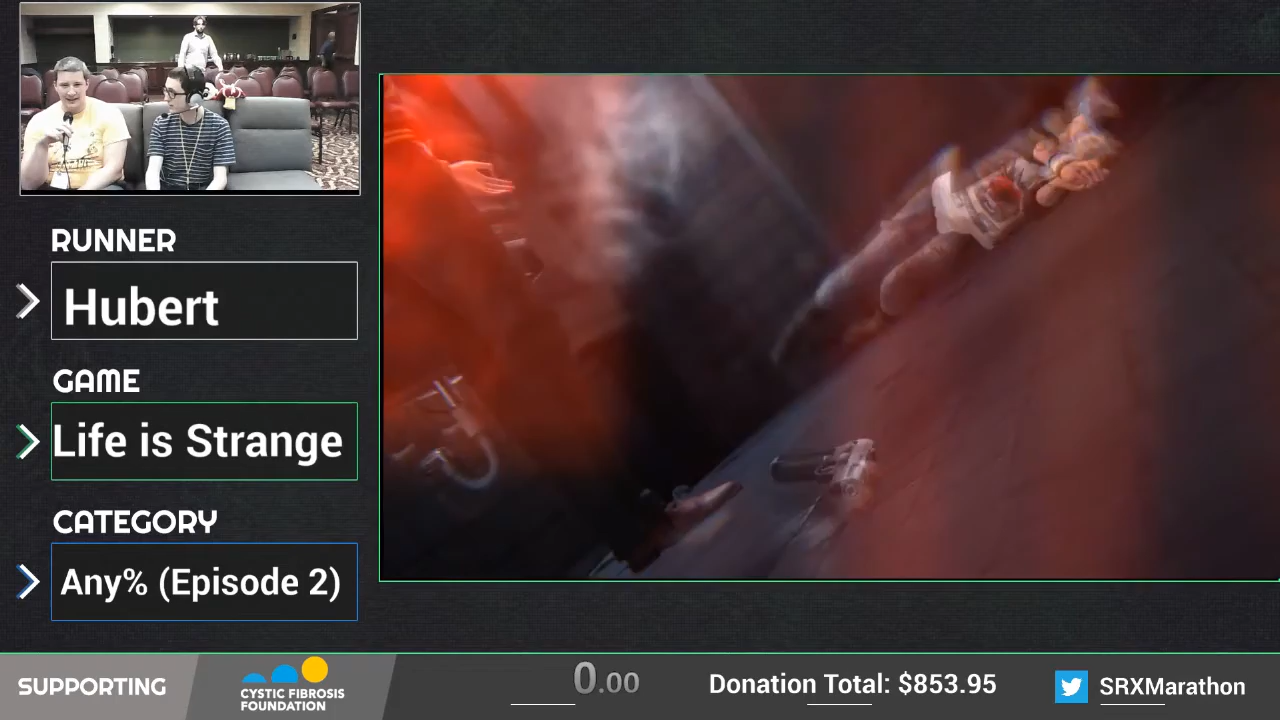 RUNNER
Hubert
GAME
Life is Strange
CATEGORY
Any% (Episode 2)
SUPPORTING
CYSTIC FIBROSIS
FOUNDATION
0.00
Donation Total: $853.95
SRXMarathon